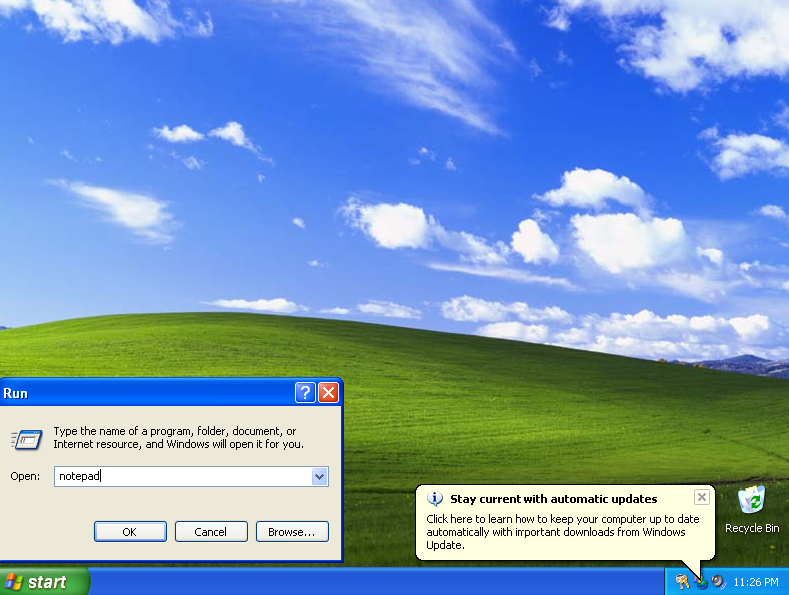 Run
Type the name of a program, folder, document, or
Internet resource, and Windows will open it for you.
Open: notepad
OK Cancel Browse...
Stay current with automatic updates
Click here to learn how to keep your computer up to date
automatically with important downloads from Windows
Update.
Recycle Bin
start
11:26 PM